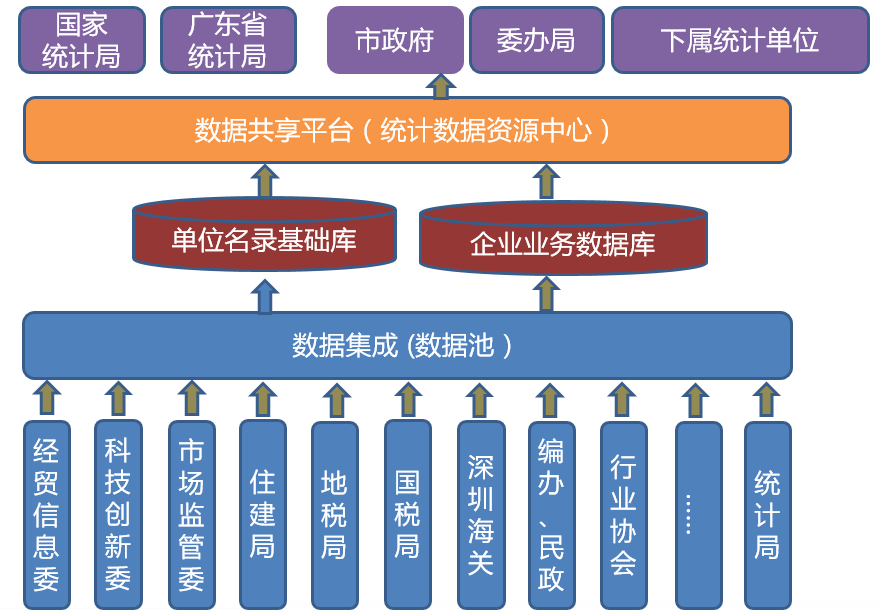 国家
统计局
广东省
统计局
市政府
委办局
下属统计单位
数据共享平台（统计数据资源中心）
单位名录基础库
企业业务数据库
数据集成 (数据池）
经贸信息委
科技创新委
市场监管委
住建局
地税局
国税局
深圳海关
编办、民政
行业协会
......
统计局